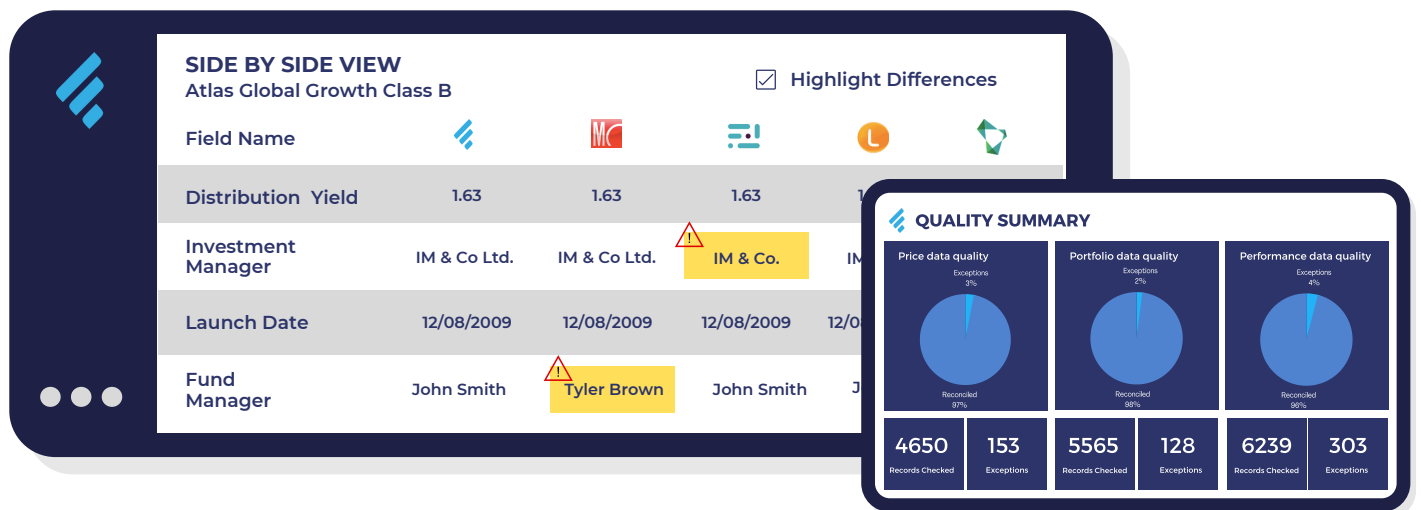 SIDE BY SIDE VIEW
Atlas Global Growth Class B
Highlight Differences
Field Name
MC
L
Distribution Yield 1.63 1.63 1.63
Investment
Manager
IM & Co Ltd. IM & Co Ltd. ! IM & Co. IM
Launch Date 12/08/2009 12/08/2009 12/08/2009 12/0
Fund
Manager
John Smith ! Tyler Brown John Smith J
QUALITY SUMMARY
Price data quality
Exceptions
3%
Reconciled
97%
4650 153
Records Checked Exceptions
Portfolio data quality
Exceptions
2%
Reconciled
98%
5565 128
Records Checked Exceptions
Performance data quality
Exceptions
4%
Reconciled
96%
6239 303
Records Checked Exceptions